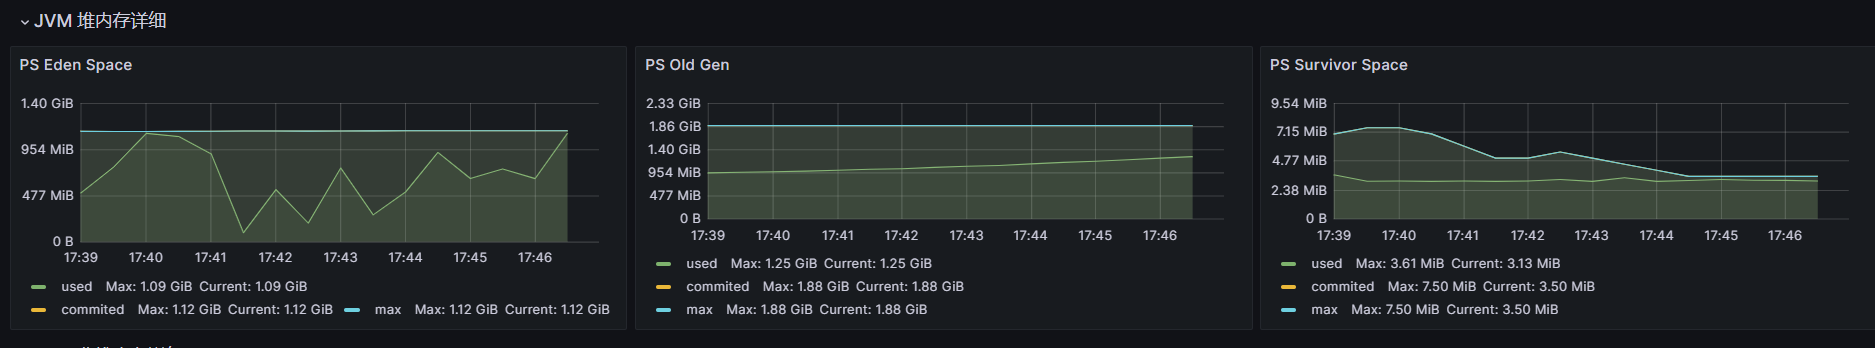 JVM 堆内存详细
PS Eden Space
1.40 GiB
954 MiB
477 MiB
0 B
17:39 17:40 17:41 17:42 17:43 17:44 17:45 17:46
used Max: 1.09 GiB Current: 1.09 GiB
commited Max: 1.12 GiB Current: 1.12 GiB max Max: 1.12 GiB Current: 1.12 GiB
PS Old Gen
2.33 GiB
1.86 GiB
1.40 GiB
954 MiB
477 MiB
0 B
17:39 17:40 17:41 17:42 17:43 17:44 17:45 17:46
used Max: 1.25 GiB Current: 1.25 GiB
commited Max: 1.88 GiB Current: 1.88 GiB
max Max: 1.88 GiB Current: 1.88 GiB
PS Survivor Space
9.54 MiB
7.15 MiB
4.77 MiB
2.38 MiB
0 B
17:39 17:40 17:41 17:42 17:43 17:44 17:45 17:46
used Max: 3.61 MiB Current: 3.13 MiB
commited Max: 7.50 MiB Current: 3.50 MiB
max Max: 7.50 MiB Current: 3.50 MiB